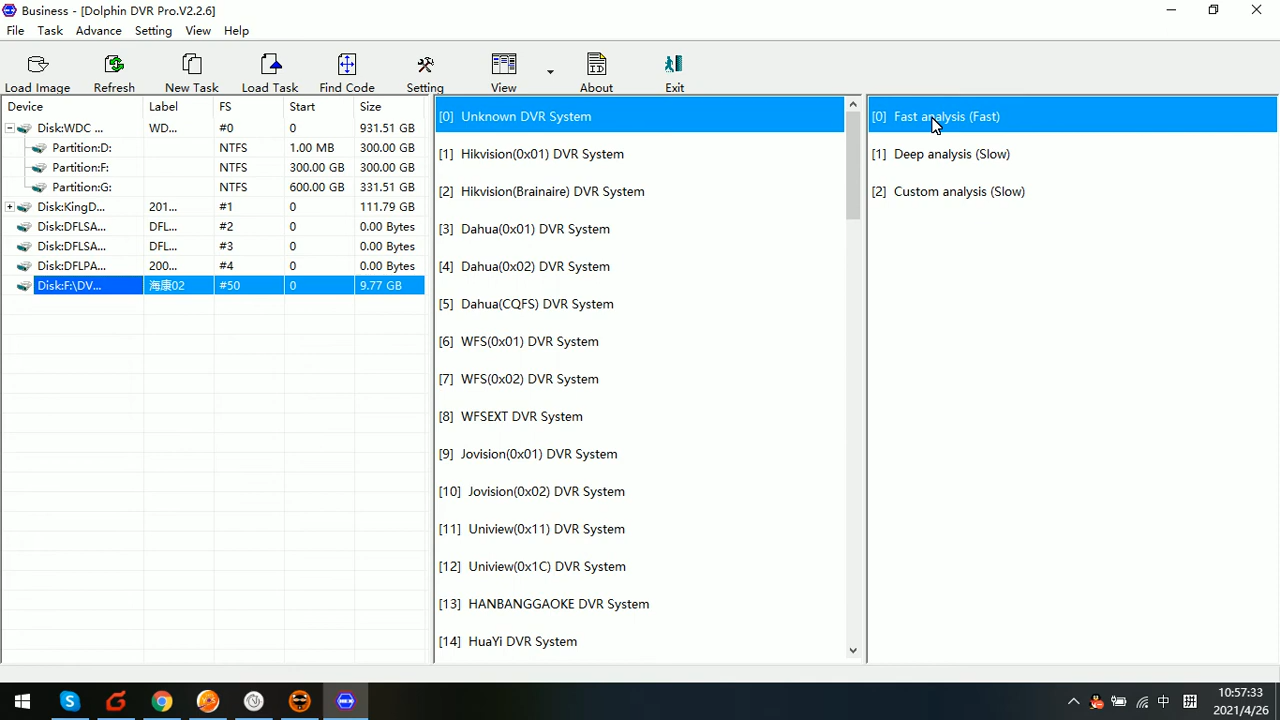 Business - [Dolphin DVR Pro.V2.2.6]
File Task Advance Setting View Help
Load Image Refresh New Task Load Task Find Code Setting View About Exit
Device Label FS Start Size
Disk:WDC ... WD... #0 0 931.51 GB
Partition:D: NTFS 1.00 MB 300.00 GB
Partition:F: NTFS 300.00 GB 300.00 GB
Partition:G: NTFS 600.00 GB 331.51 GB
Disk:KingD... 201... #1 0 111.79 GB
Disk:DFLSA... DFL... #2 0 0.00 Bytes
Disk:DFLSA... DFL... #3 0 0.00 Bytes
Disk:DFLPA... 200... #4 0 0.00 Bytes
Disk:F:\DV... 海康02 #50 0 9.77 GB
[0] Unknown DVR System
[1] Hikvision(0x01) DVR System
[2] Hikvision(Brainaire) DVR System
[3] Dahua(0x01) DVR System
[4] Dahua(0x02) DVR System
[5] Dahua(CQFS) DVR System
[6] WFS(0x01) DVR System
[7] WFS(0x02) DVR System
[8] WFSEXT DVR System
[9] Jovision(0x01) DVR System
[10] Jovision(0x02) DVR System
[11] Uniview(0x11) DVR System
[12] Uniview(0x1C) DVR System
[13] HANBANGGAOKE DVR System
[14] HuaYi DVR System
[0] Fast analysis (Fast)
[1] Deep analysis (Slow)
[2] Custom analysis (Slow)
中 拼
10:57:33
2021/4/26